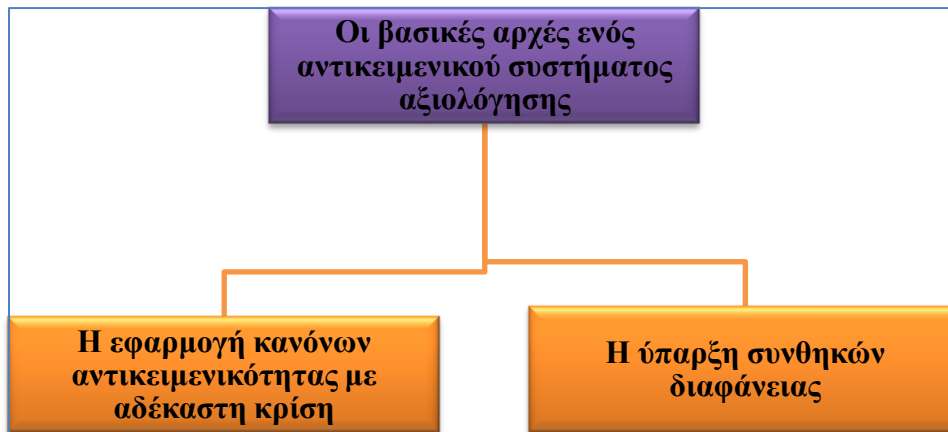 Οι βασικές αρχές ενός
αντικειμενικού συστήματος
αξιολόγησης
Η εφαρμογή κανόνων
αντικειμενικότητας με
αδέκαστη κρίση
Η ύπαρξη συνθηκών
διαφάνειας